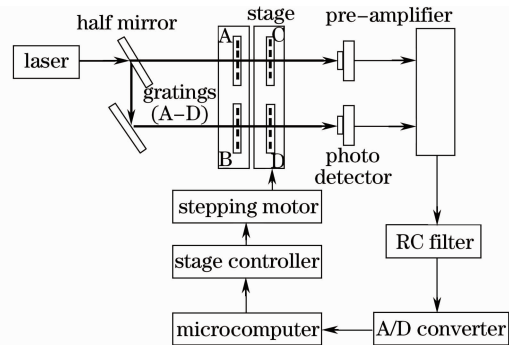 stage
pre-amplifier
half mirror
A
C
laser
gratings
(A-D)
B
D
photo
detector
stepping motor
RC filter
stage controller
microcomputer
A/D converter